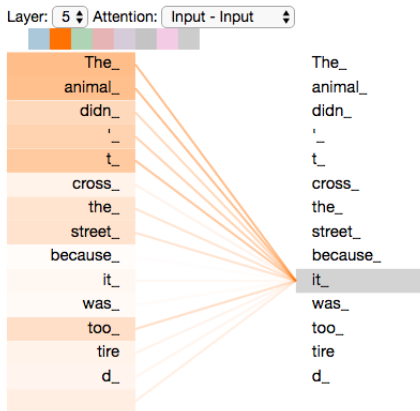 Layer: 5 Attention: Input - Input
The_ The_
animal_ animal_
didn_ didn_
'_ '_
t_ t_
cross_ cross_
the_ the_
street_ street_
because_ because_
it_ it_
was_ was_
too_ too_
tire tire
d_ d_